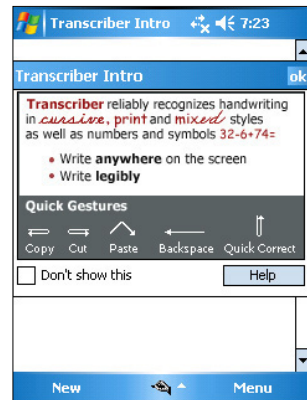 Transcriber Intro 7:23
Transcriber Intro ok
Transcriber reliably recognizes handwriting
in cursive, print and mixed styles
as well as numbers and symbols 32-6+74=
• Write anywhere on the screen
• Write legibly
Quick Gestures
Copy Cut Paste Backspace Quick Correct
Don't show this Help
New Menu